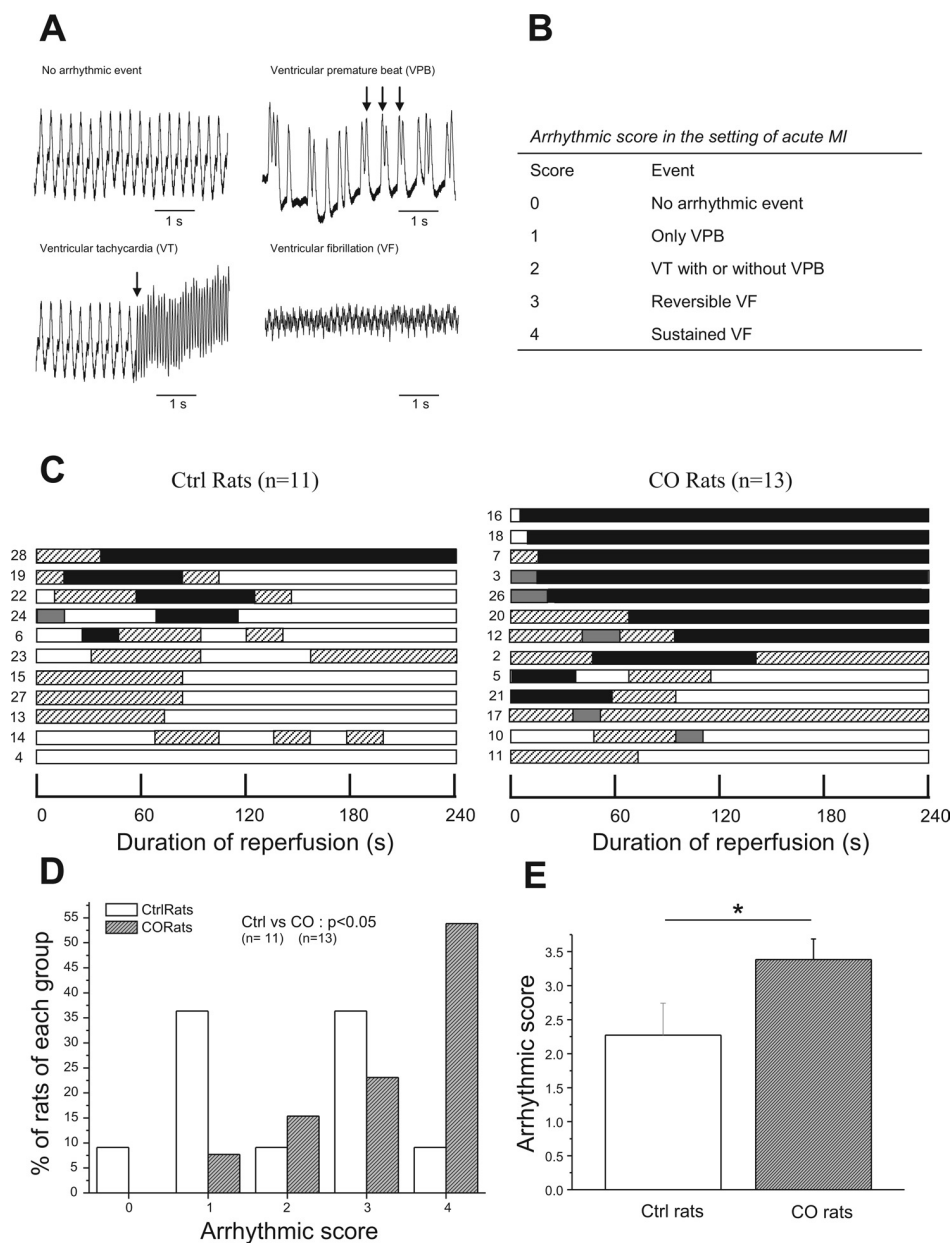 A
No arrhythmic event
1 s
Ventricular premature beat (VPB)
1 s
Ventricular tachycardia (VT)
1 s
Ventricular fibrillation (VF)
1 s
B
Arrhythmic score in the setting of acute MI
Score Event
0 No arrhythmic event
1 Only VPB
2 VT with or without VPB
3 Reversible VF
4 Sustained VF
C
Ctrl Rats (n=11)
28
19
22
24
6
23
15
27
13
14
4
0 60 120 180 240
Duration of reperfusion (s)
CO Rats (n=13)
16
18
7
3
26
20
12
2
5
21
17
10
11
0 60 120 180 240
Duration of reperfusion (s)
D
CtrlRats
CORats
Ctrl vs CO : p<0.05
(n= 11) (n=13)
% of rats of each group
55
50
45
40
35
30
25
20
15
10
5
0
0 1 2 3 4
Arrhythmic score
E
*
Arrhythmic score
3.5
3.0
2.5
2.0
1.5
1.0
0.5
0.0
Ctrl rats CO rats